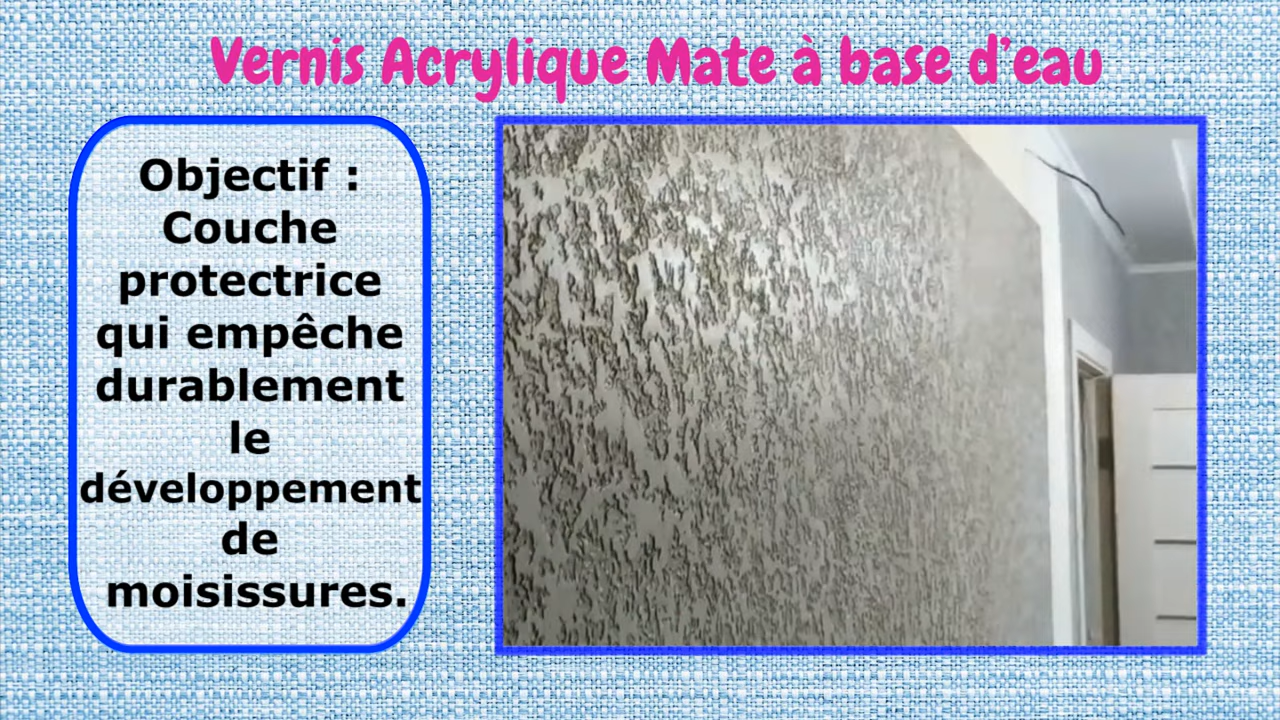 Vernis Acrylique Mate à base d'eau
Objectif :
Couche
protectrice
qui empêche
durablement
le
développement
de
moisissures.